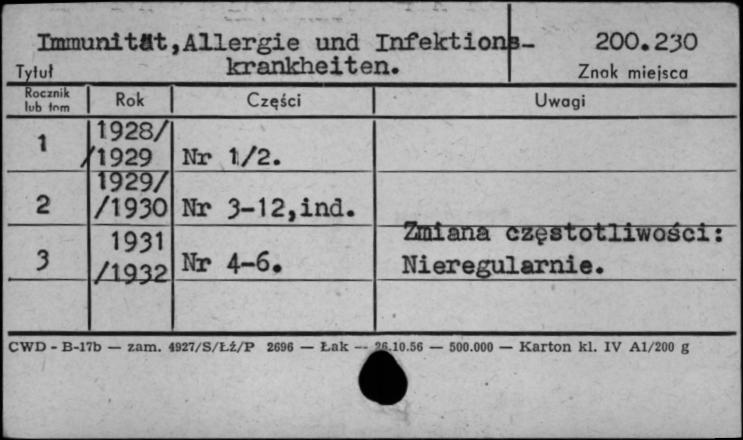 Immunität,Allergie und Infektions- 200.230
Tytuł krankheiten. Znak miejsca
Rocznik lub tom Rok Części Uwagi
1 1928/
/1929 Nr 1/2.
1929/
2 /1930 Nr 3-12,ind.
1931 Zmiana częstotliwości:
3 /1932 Nr 4-6. Nieregularnie.
CWD - B-17b — zam. 4927/S/Łź/P 2696 — Łak — 26.10.56 — 500.000 — Karton kl. IV A1/200 g